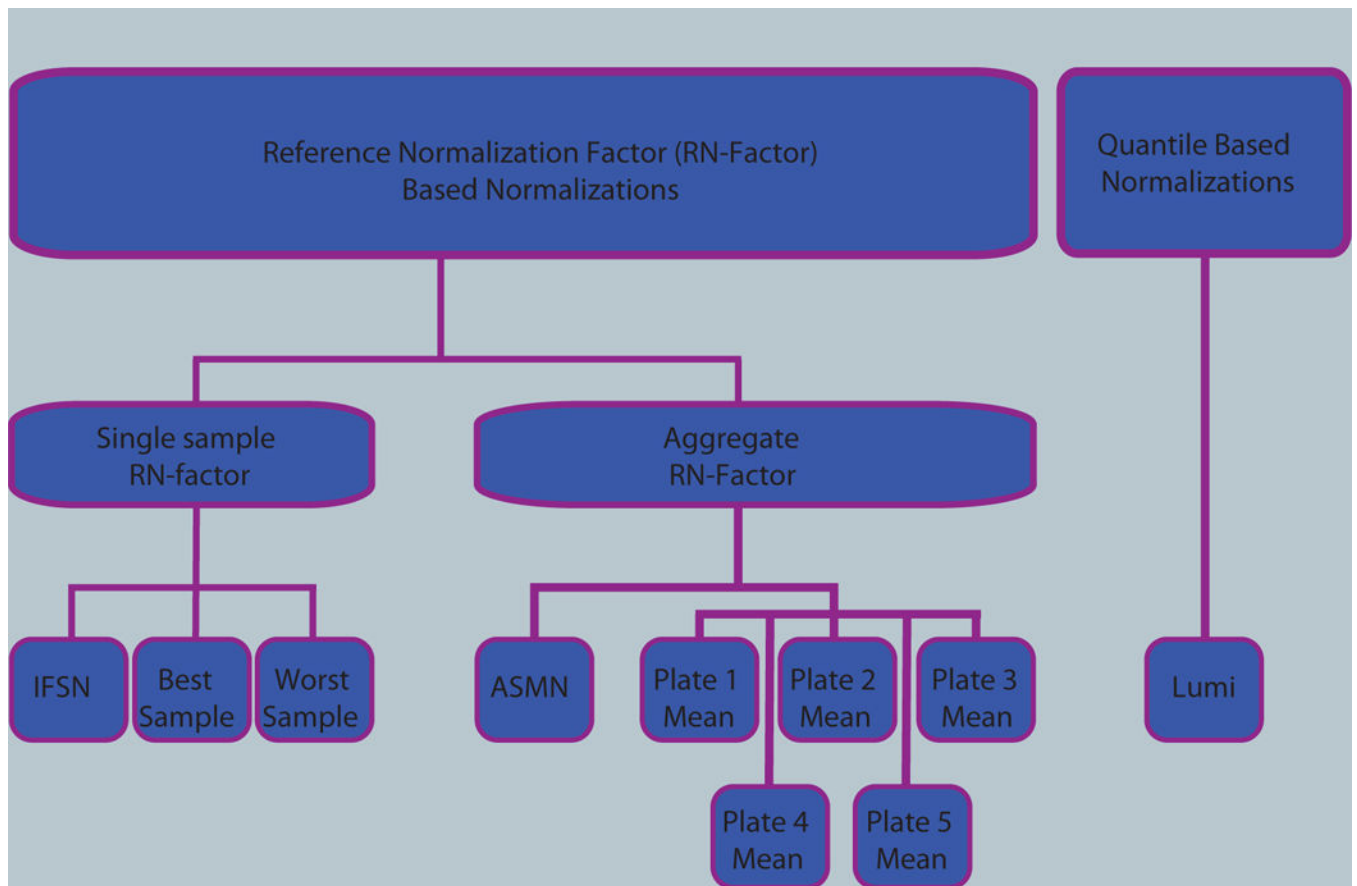 Reference Normalization Factor (RN-Factor)
Based Normalizations
Quantile Based
Normalizations
Single sample
RN-factor
Aggregate
RN-Factor
IFSN
Best
Sample
Worst
Sample
ASMN
Plate 1
Mean
Plate 2
Mean
Plate 3
Mean
Lumi
Plate 4
Mean
Plate 5
Mean